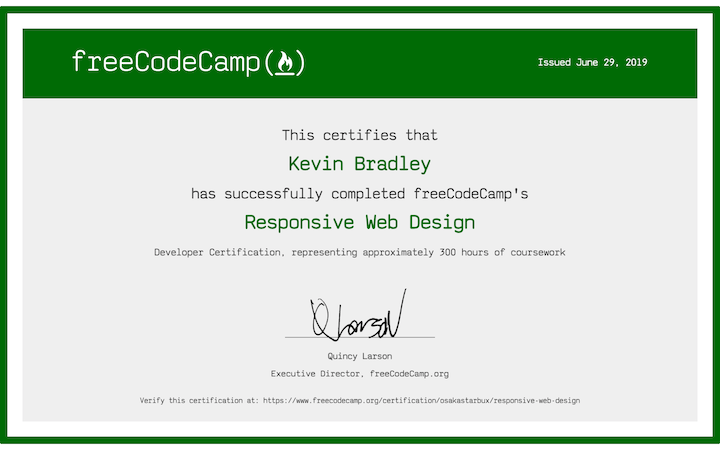 freeCodeCamp(🔥)
Issued June 29, 2019
This certifies that
Kevin Bradley
has successfully completed freeCodeCamp's
Responsive Web Design
Developer Certification, representing approximately 300 hours of coursework
Quincy Larson
Executive Director, freeCodeCamp.org
Verify this certification at: https://www.freecodecamp.org/certification/osakastarbux/responsive-web-design